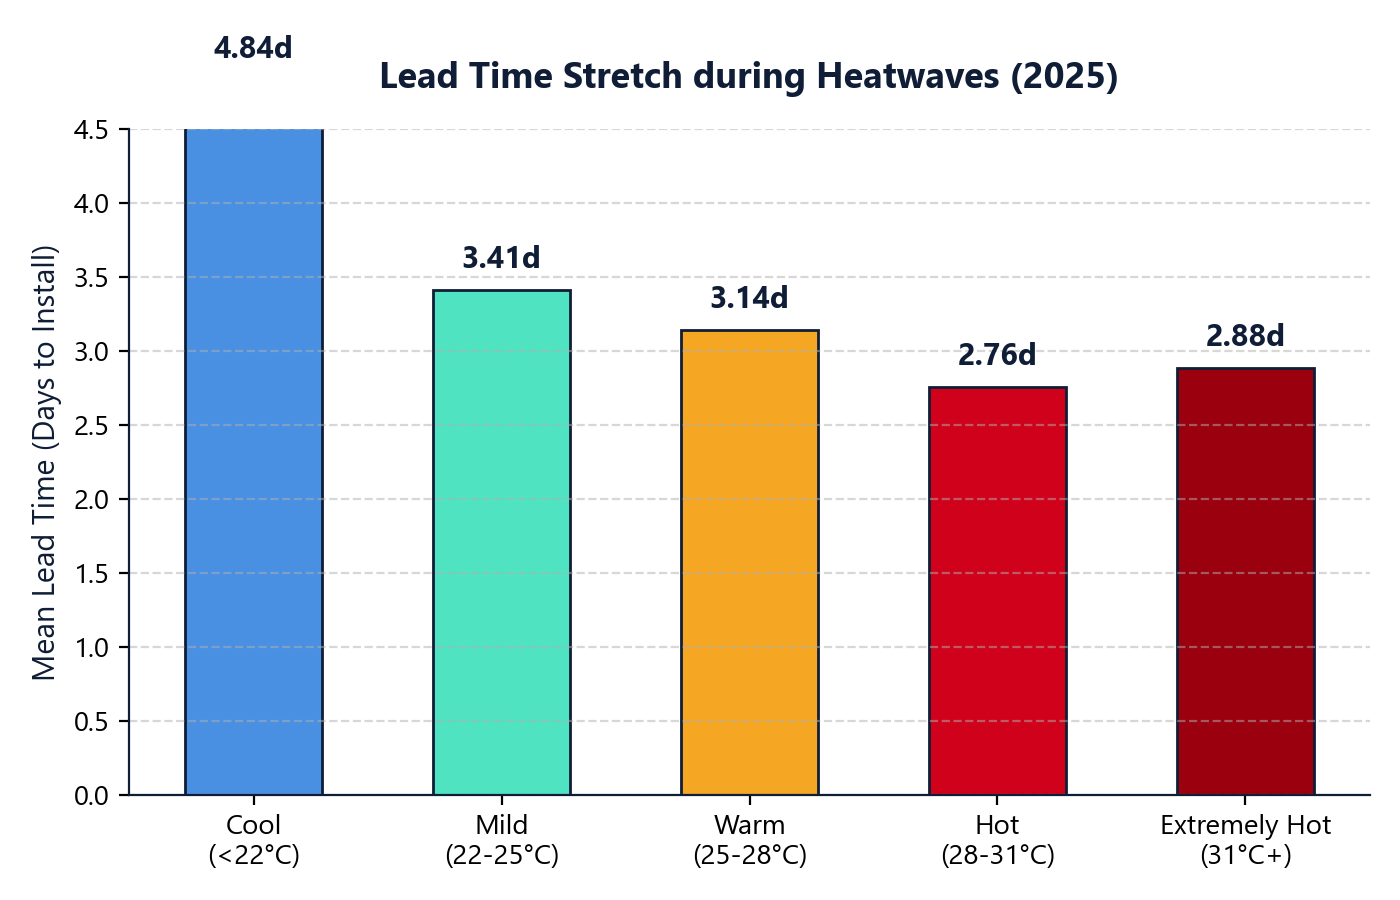 4.84d
Lead Time Stretch during Heatwaves (2025)
Mean Lead Time (Days to Install)
4.5
4.0
3.5
3.0
2.5
2.0
1.5
1.0
0.5
0.0
3.41d
3.14d
2.76d
2.88d
Cool
(<22°C)
Mild
(22-25°C)
Warm
(25-28°C)
Hot
(28-31°C)
Extremely Hot
(31°C+)